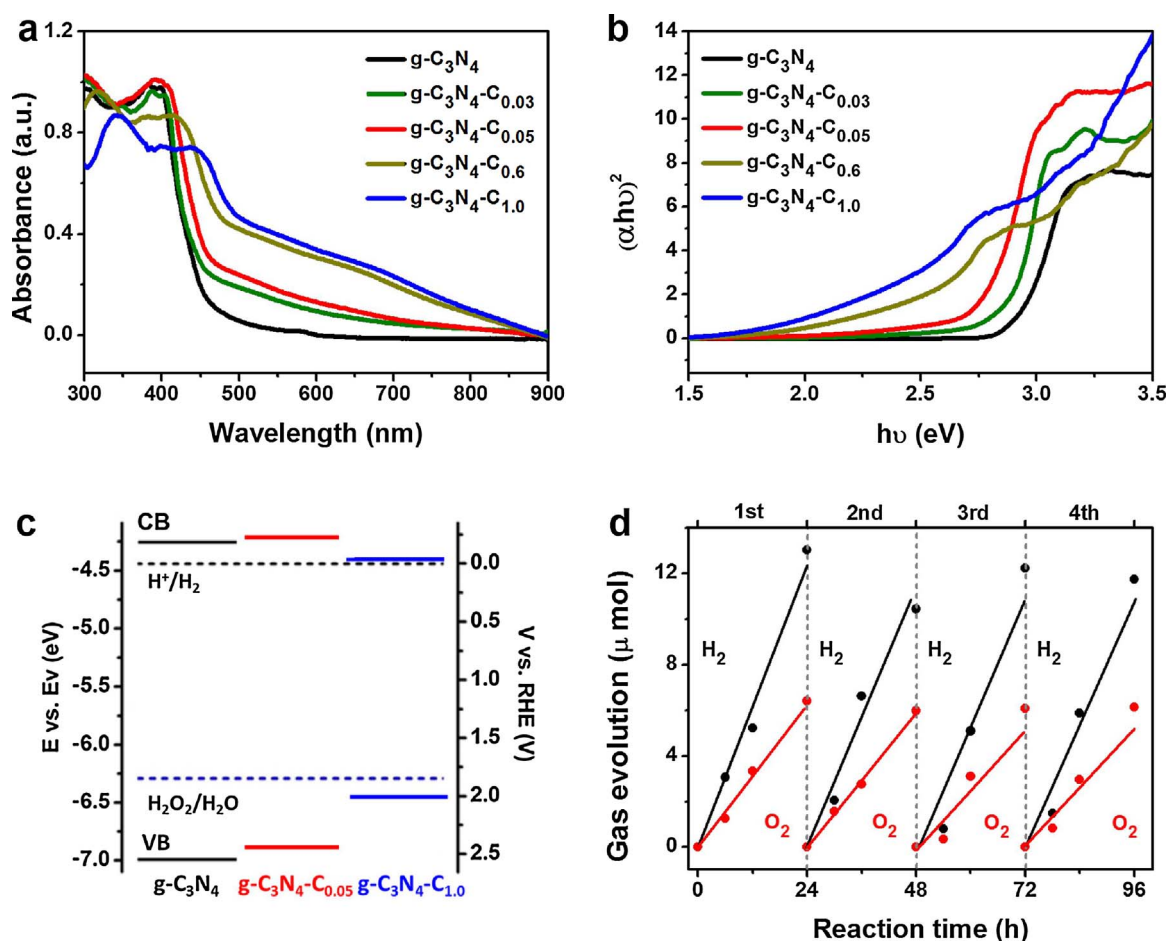 a
1.2
0.8
0.4
0.0
300 400 500 600 700 800 900
Absorbance (a.u.)
Wavelength (nm)
g-C₃N₄
g-C₃N₄-C₀.₀₃
g-C₃N₄-C₀.₀₅
g-C₃N₄-C₀.₆
g-C₃N₄-C₁.₀
b
14
12
10
8
6
4
2
0
1.5 2.0 2.5 3.0 3.5
(αhυ)²
hυ (eV)
g-C₃N₄
g-C₃N₄-C₀.₀₃
g-C₃N₄-C₀.₀₅
g-C₃N₄-C₀.₆
g-C₃N₄-C₁.₀
c
E vs. Ev (eV)
-4.5
-5.0
-5.5
-6.0
-6.5
-7.0
CB
H⁺/H₂
H₂O₂/H₂O
VB
g-C₃N₄ g-C₃N₄-C₀.₀₅ g-C₃N₄-C₁.₀
0.0
0.5
1.0
1.5
2.0
2.5
V vs. RHE (V)
d
1st 2nd 3rd 4th
Gas evolution (μ mol)
12
8
4
0
H₂ H₂ H₂ H₂
O₂ O₂ O₂ O₂
0 24 48 72 96
Reaction time (h)